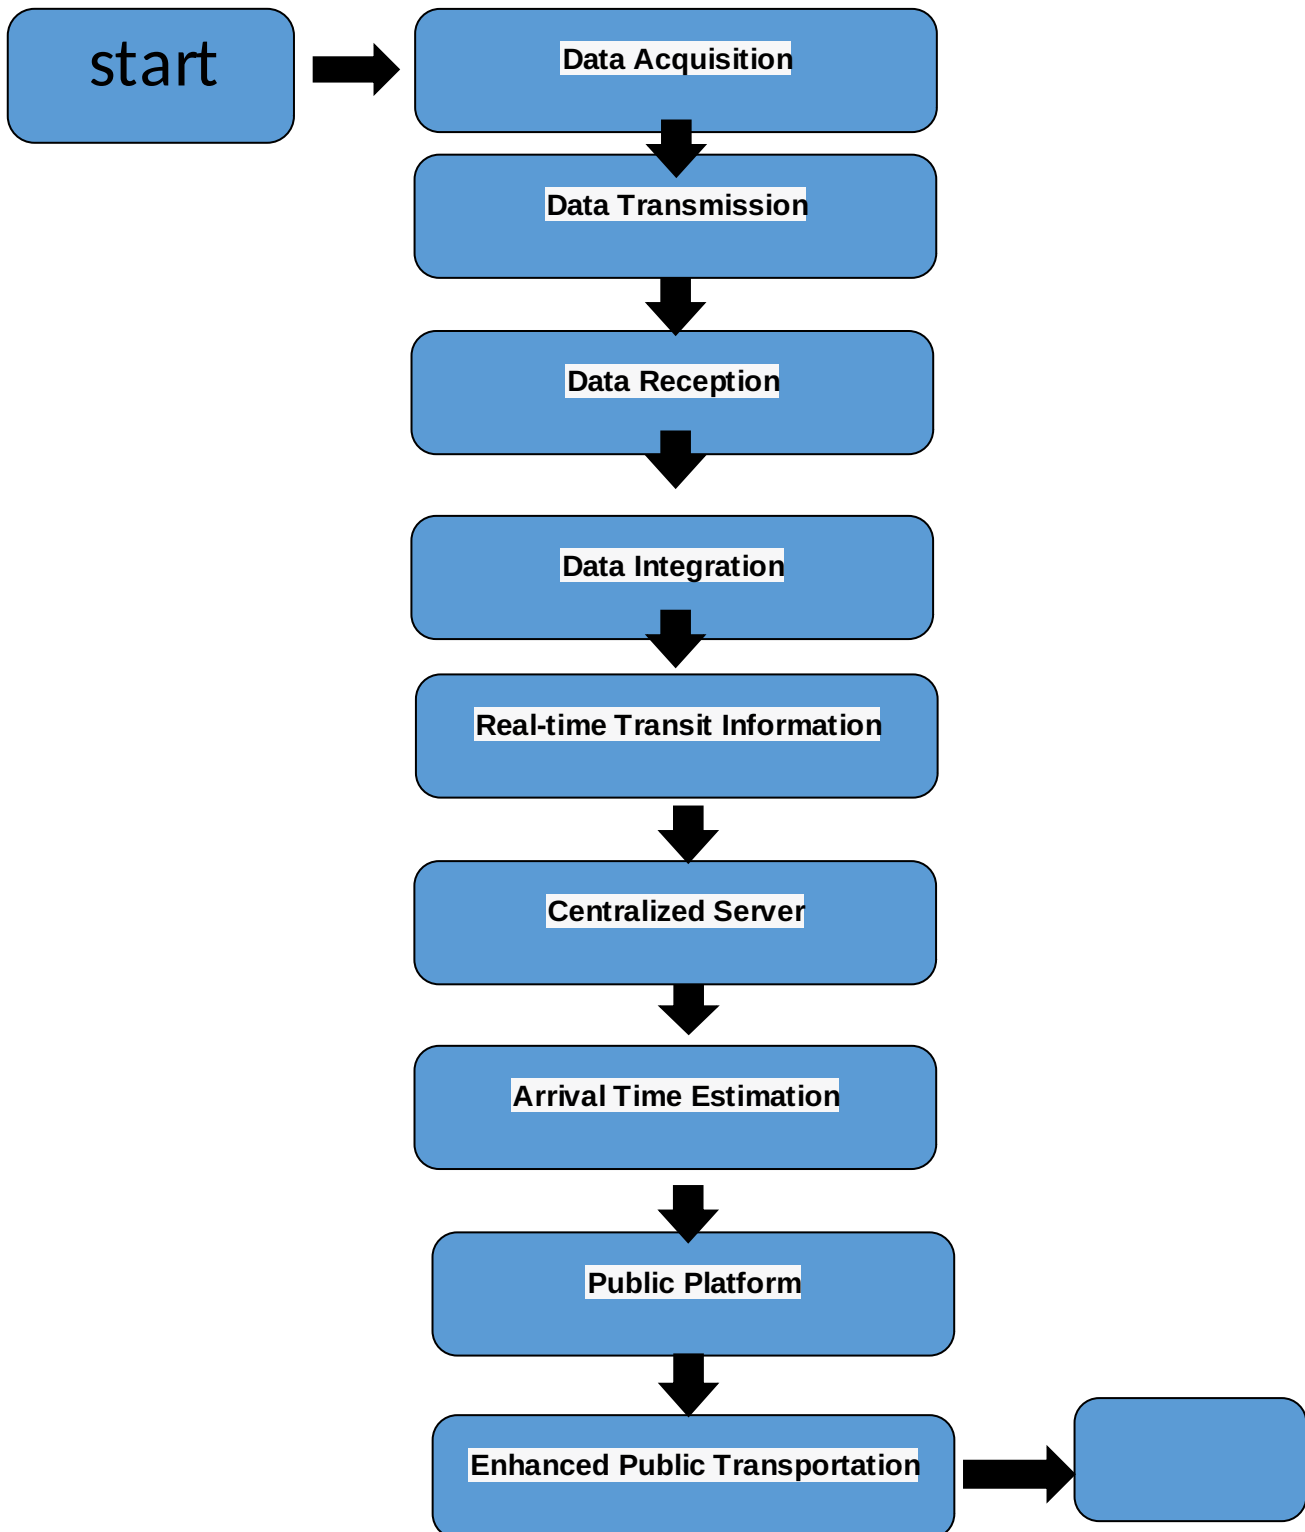 start
Data Acquisition
Data Transmission
Data Reception
Data Integration
Real-time Transit Information
Centralized Server
Arrival Time Estimation
Public Platform
Enhanced Public Transportation